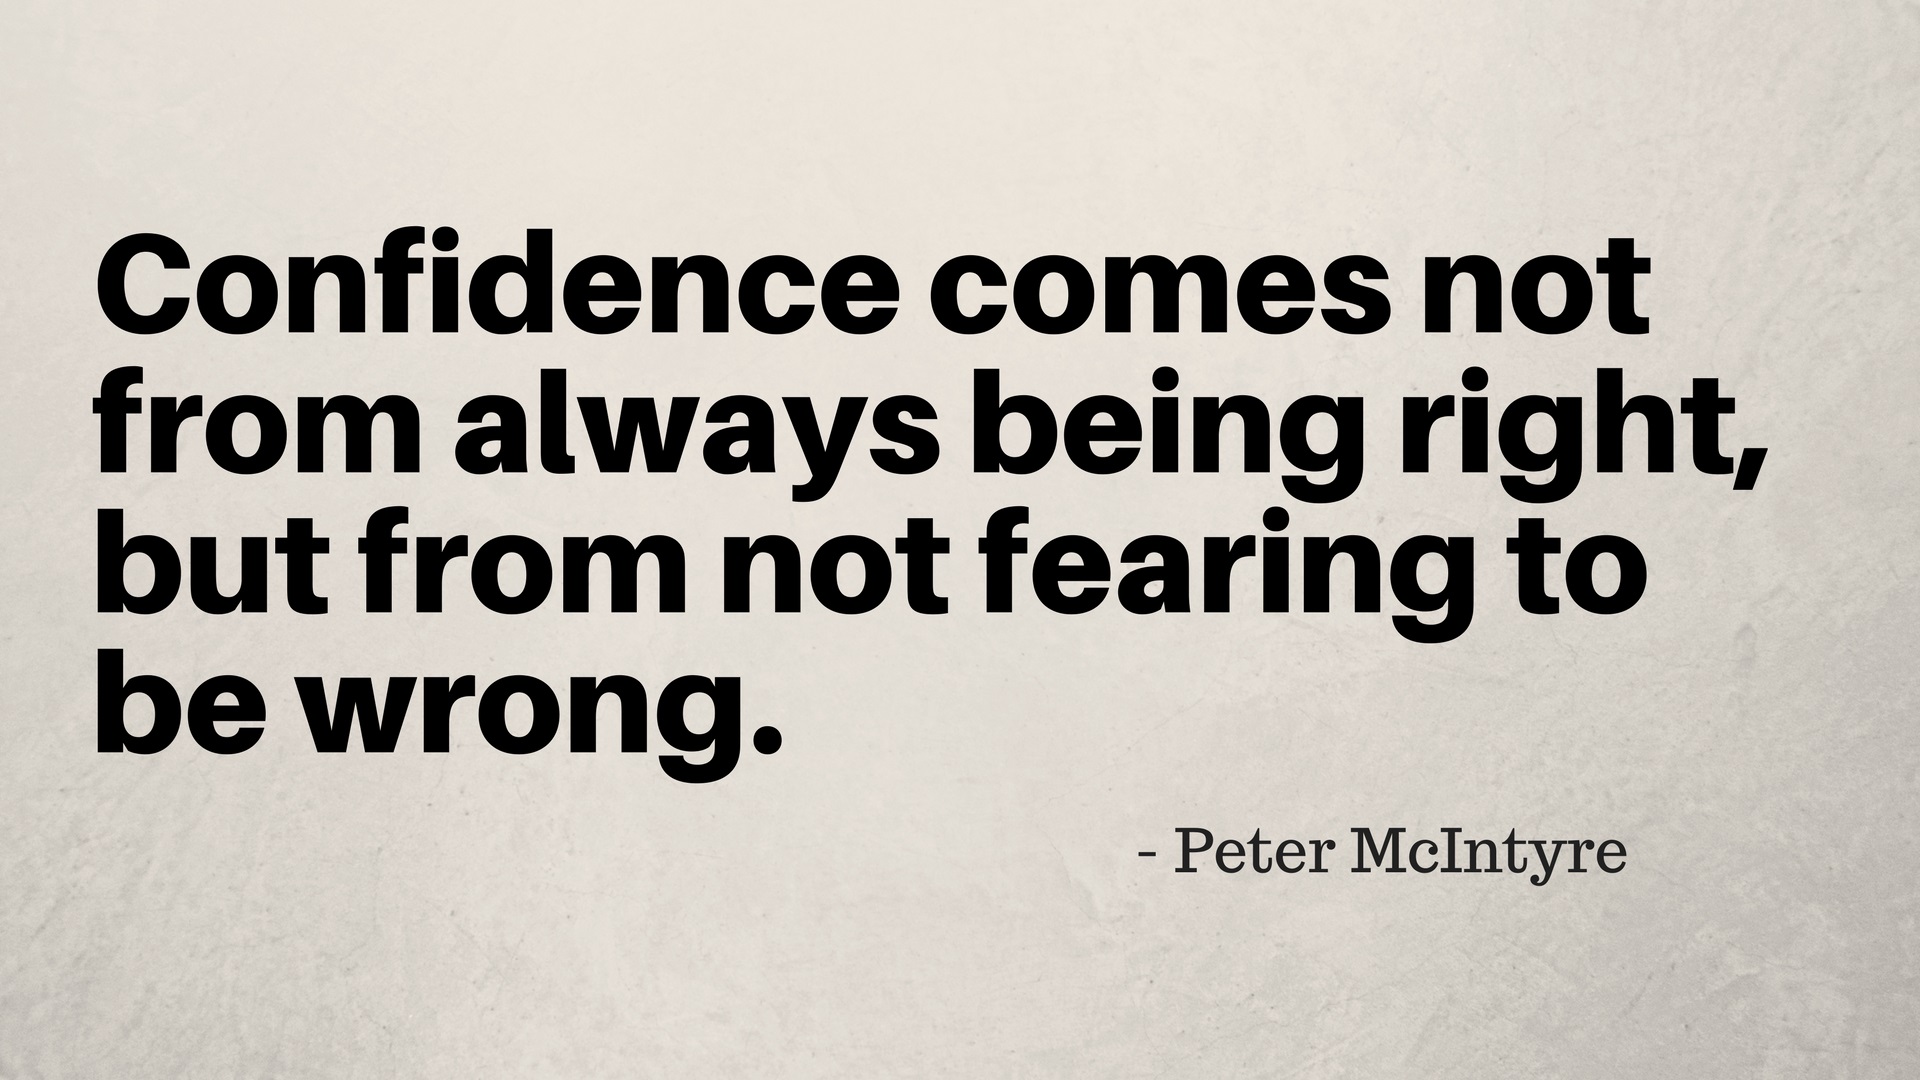 Confidence comes not
from always being right,
but from not fearing to
be wrong.
- Peter McIntyre